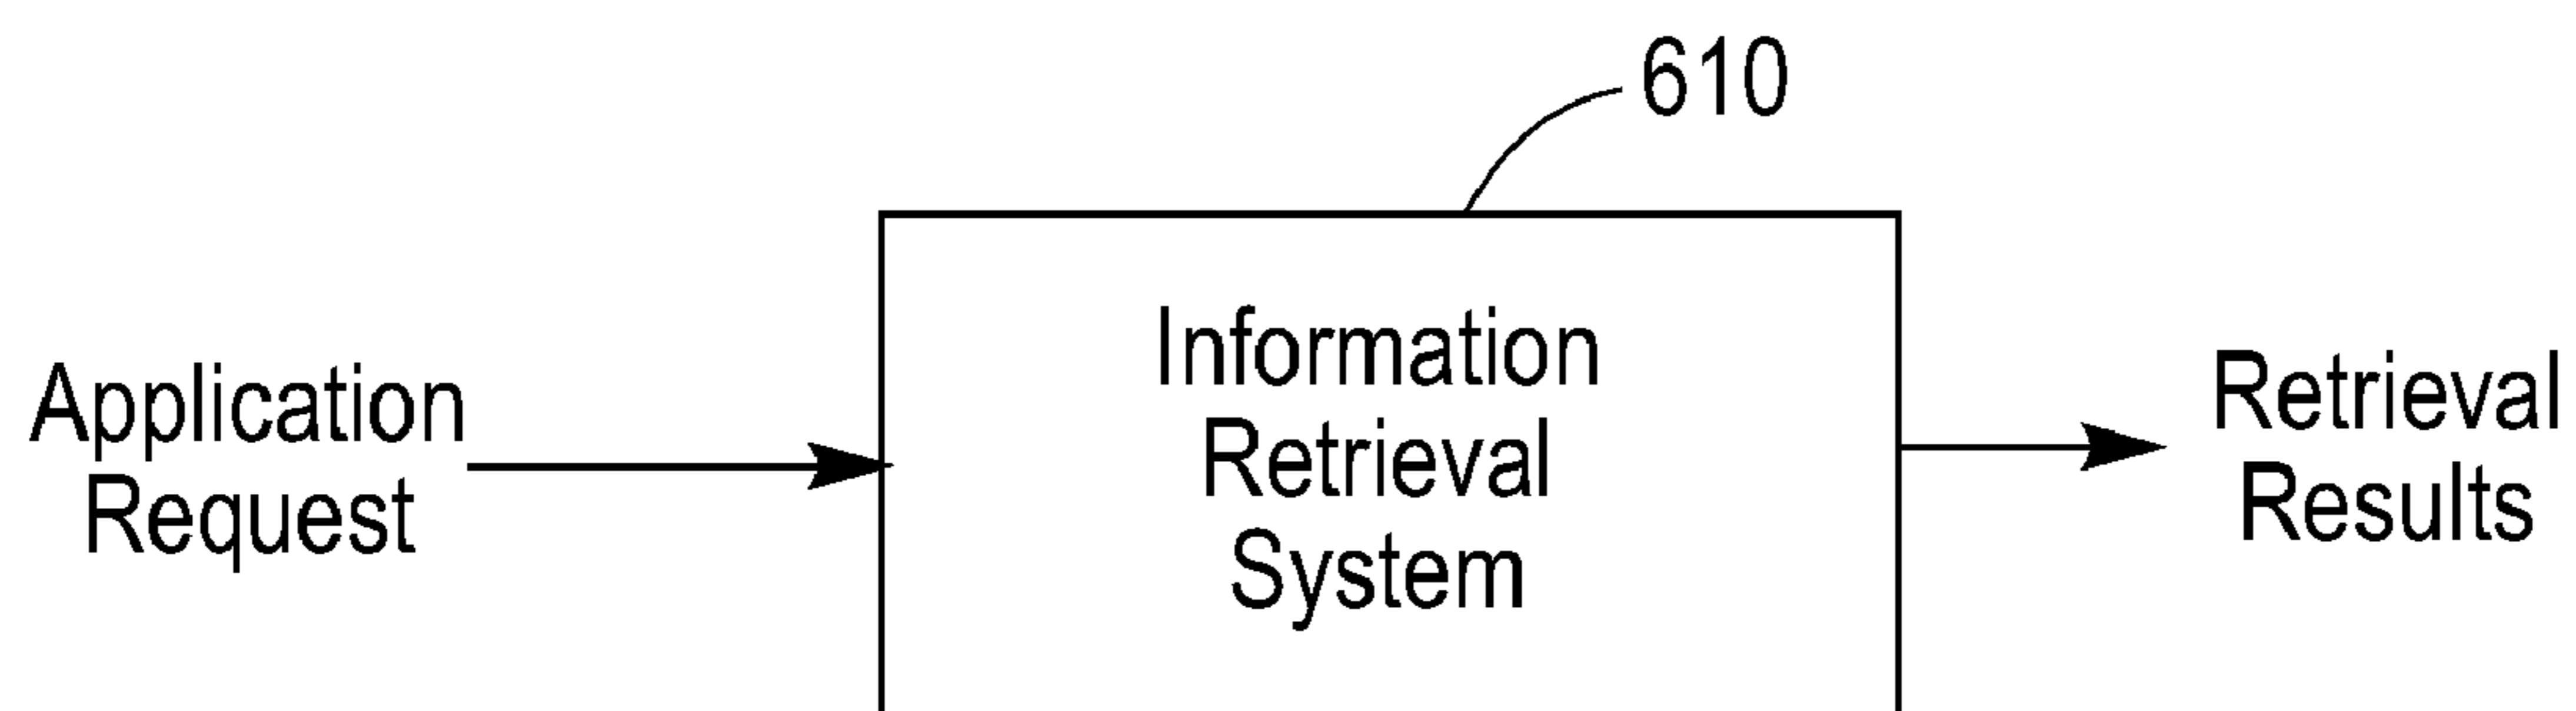 610
Application
Request
Information
Retrieval
System
Retrieval
Results